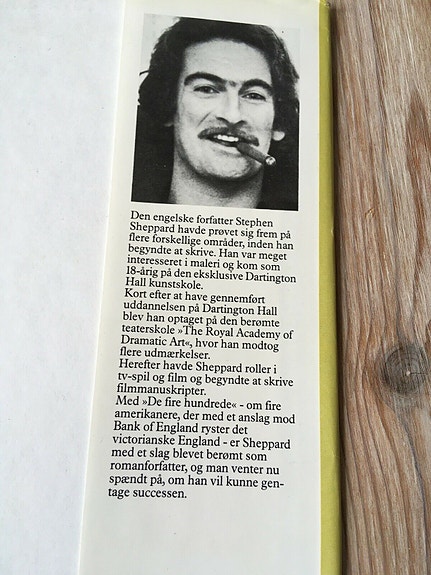 Den engelske forfatter Stephen
Sheppard havde prøvet sig frem på
flere forskellige områder, inden han
begyndte at skrive. Han var meget
interesseret i maleri og kom som
18-årig på den eksklusive Dartington
Hall kunstskole.
Kort efter at have gennemført
uddannelsen på Dartington Hall
blev han optaget på den berømte
teaterskole »The Royal Academy of
Dramatic Art«, hvor han modtog
flere udmærkelser.
Herefter havde Sheppard roller i
tv-spil og film og begyndte at skrive
filmmanuskripter.
Med »De fire hundrede« - om fire
amerikanere, der med et anslag mod
Bank of England ryster det
victorianske England - er Sheppard
med et slag blevet berømt som
romanforfatter, og man venter nu
spændt på, om han vil kunne gen-
tage successen.